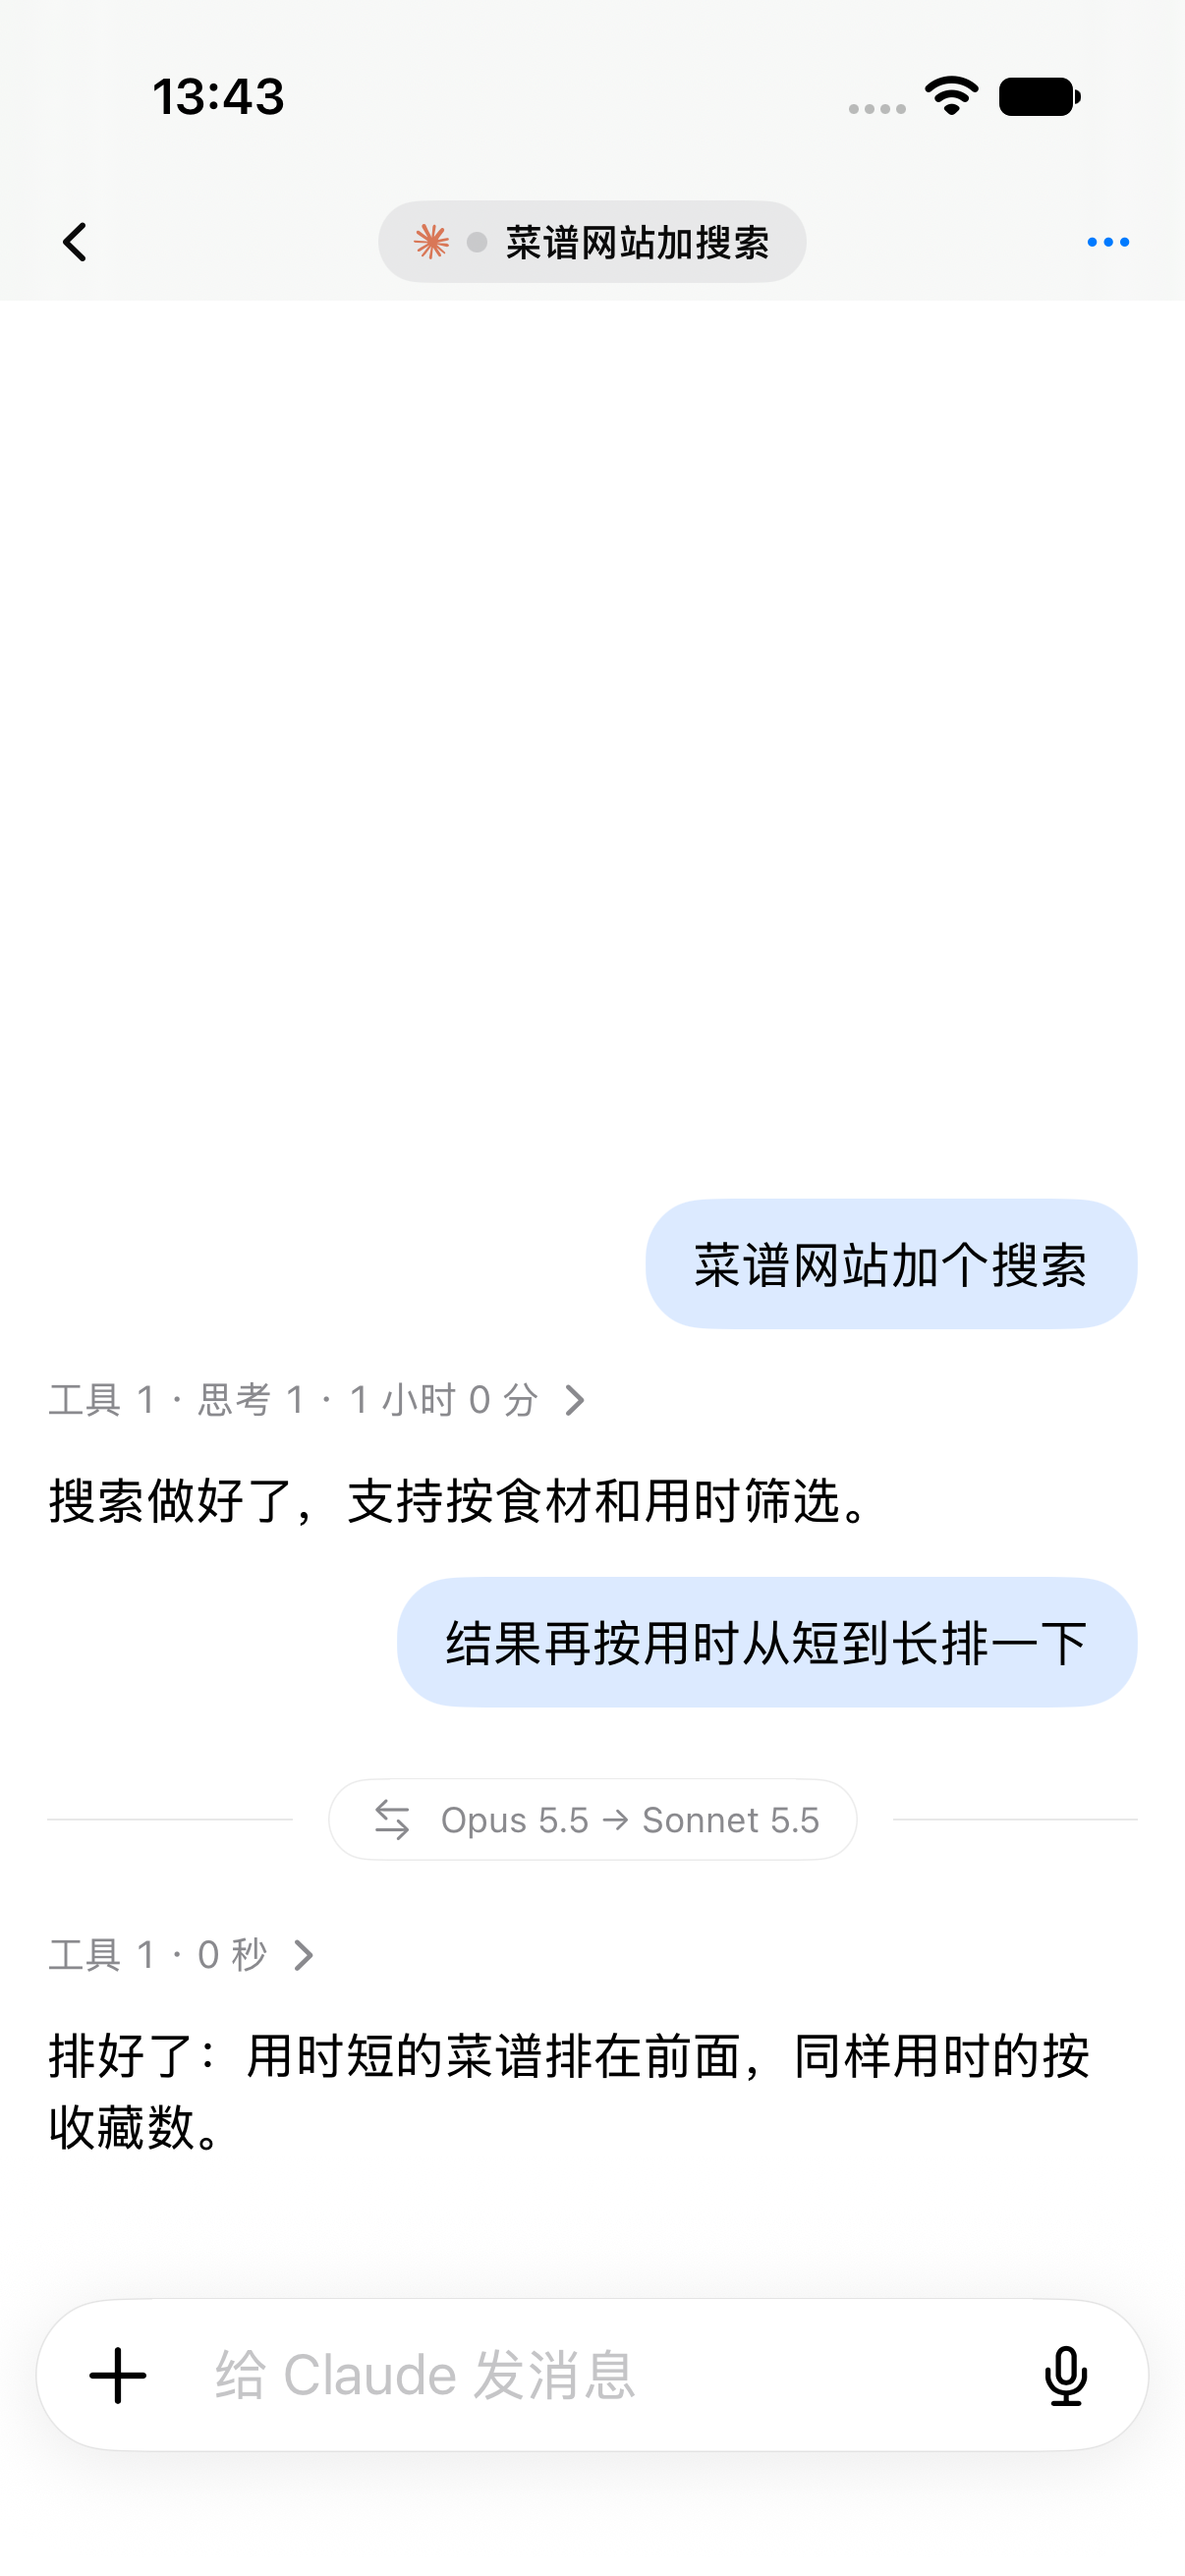 13:43
菜谱网站加搜索
菜谱网站加个搜索
工具 1 · 思考 1 · 1 小时 0 分
搜索做好了，支持按食材和用时筛选。
结果再按用时从短到长排一下
Opus 5.5 → Sonnet 5.5
工具 1 · 0 秒
排好了：用时短的菜谱排在前面，同样用时的按
收藏数。
给 Claude 发消息